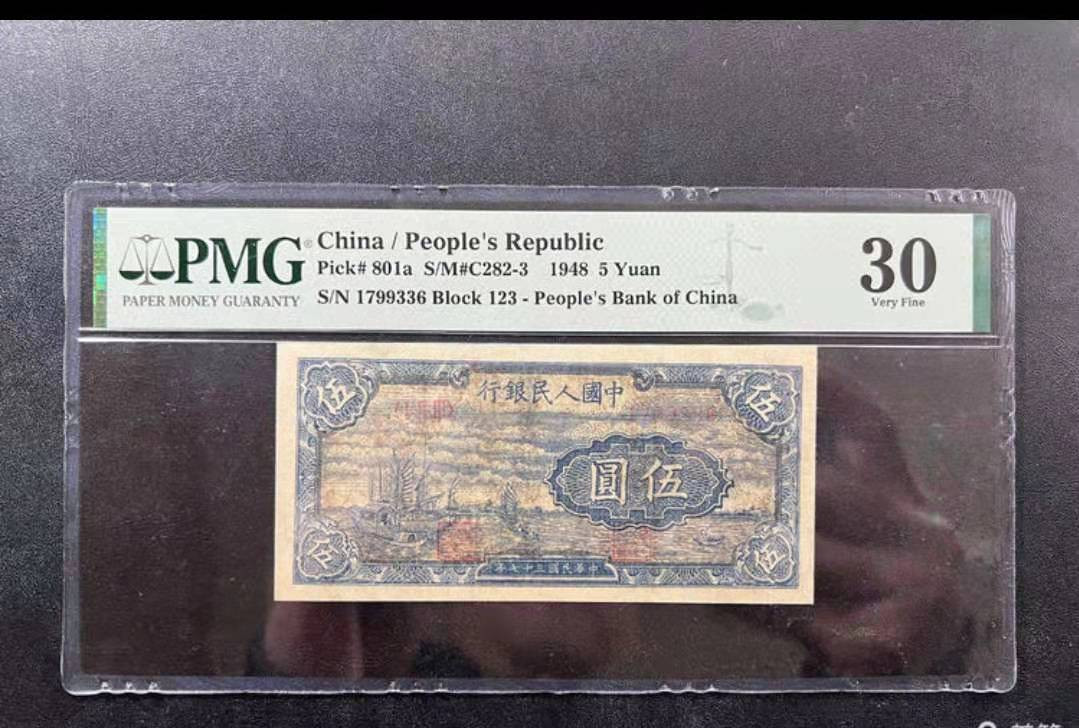 PMG®
PAPER MONEY GUARANTY
China / People's Republic
Pick# 801a S/M#C282-3 1948 5 Yuan
S/N 1799336 Block 123 - People's Bank of China
30
Very Fine
行銀民人國中
伍
伍
圓伍
伍
伍
年七十三國民華中